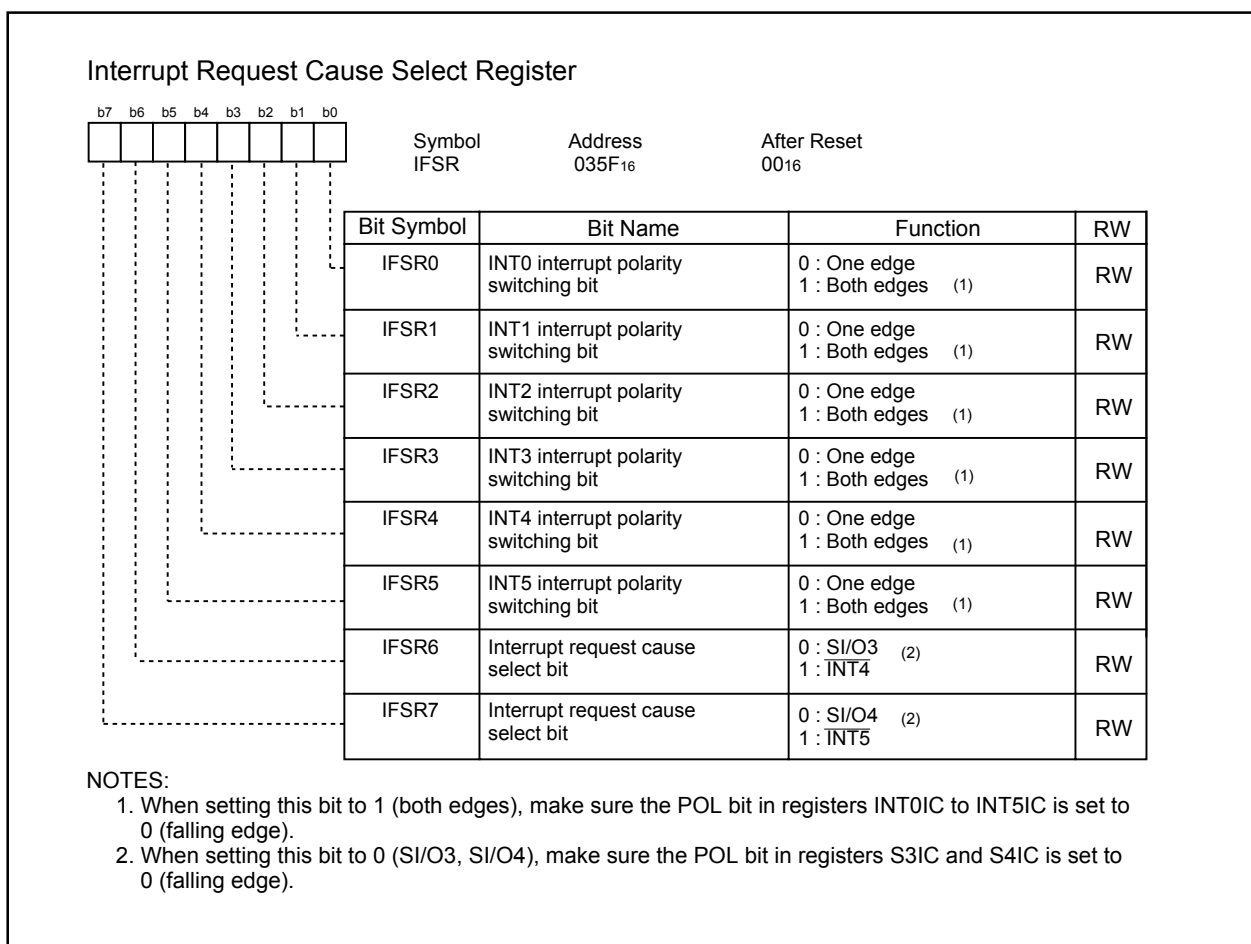 Interrupt Request Cause Select Register
b7 b6 b5 b4 b3 b2 b1 b0
Symbol Address After Reset
IFSR 035F16 0016
Bit Symbol Bit Name Function RW
IFSR0 INT0 interrupt polarity 0 : One edge
switching bit 1 : Both edges (1) RW
IFSR1 INT1 interrupt polarity 0 : One edge
switching bit 1 : Both edges (1) RW
IFSR2 INT2 interrupt polarity 0 : One edge
switching bit 1 : Both edges (1) RW
IFSR3 INT3 interrupt polarity 0 : One edge
switching bit 1 : Both edges (1) RW
IFSR4 INT4 interrupt polarity 0 : One edge
switching bit 1 : Both edges (1) RW
IFSR5 INT5 interrupt polarity 0 : One edge
switching bit 1 : Both edges (1) RW
IFSR6 Interrupt request cause 0 : SI/O3 (2)
select bit 1 : INT4 RW
IFSR7 Interrupt request cause 0 : SI/O4 (2)
select bit 1 : INT5 RW
NOTES:
1. When setting this bit to 1 (both edges), make sure the POL bit in registers INT0IC to INT5IC is set to
0 (falling edge).
2. When setting this bit to 0 (SI/O3, SI/O4), make sure the POL bit in registers S3IC and S4IC is set to
0 (falling edge).